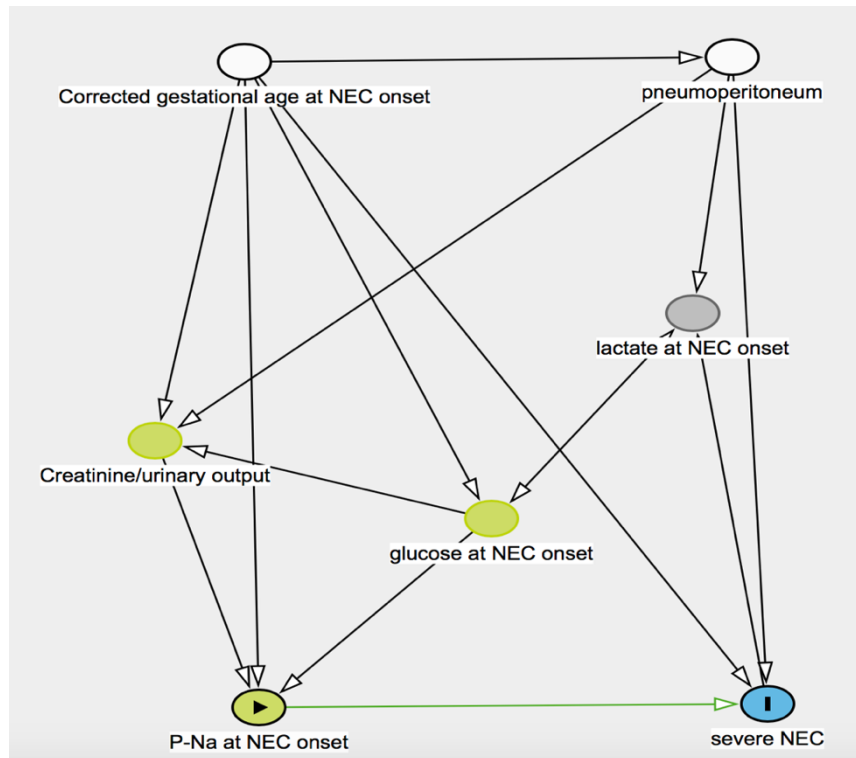 Corrected gestational age at NEC onset
pneumoperitoneum
lactate at NEC onset
Creatinine/urinary output
glucose at NEC onset
P-Na at NEC onset
severe NEC